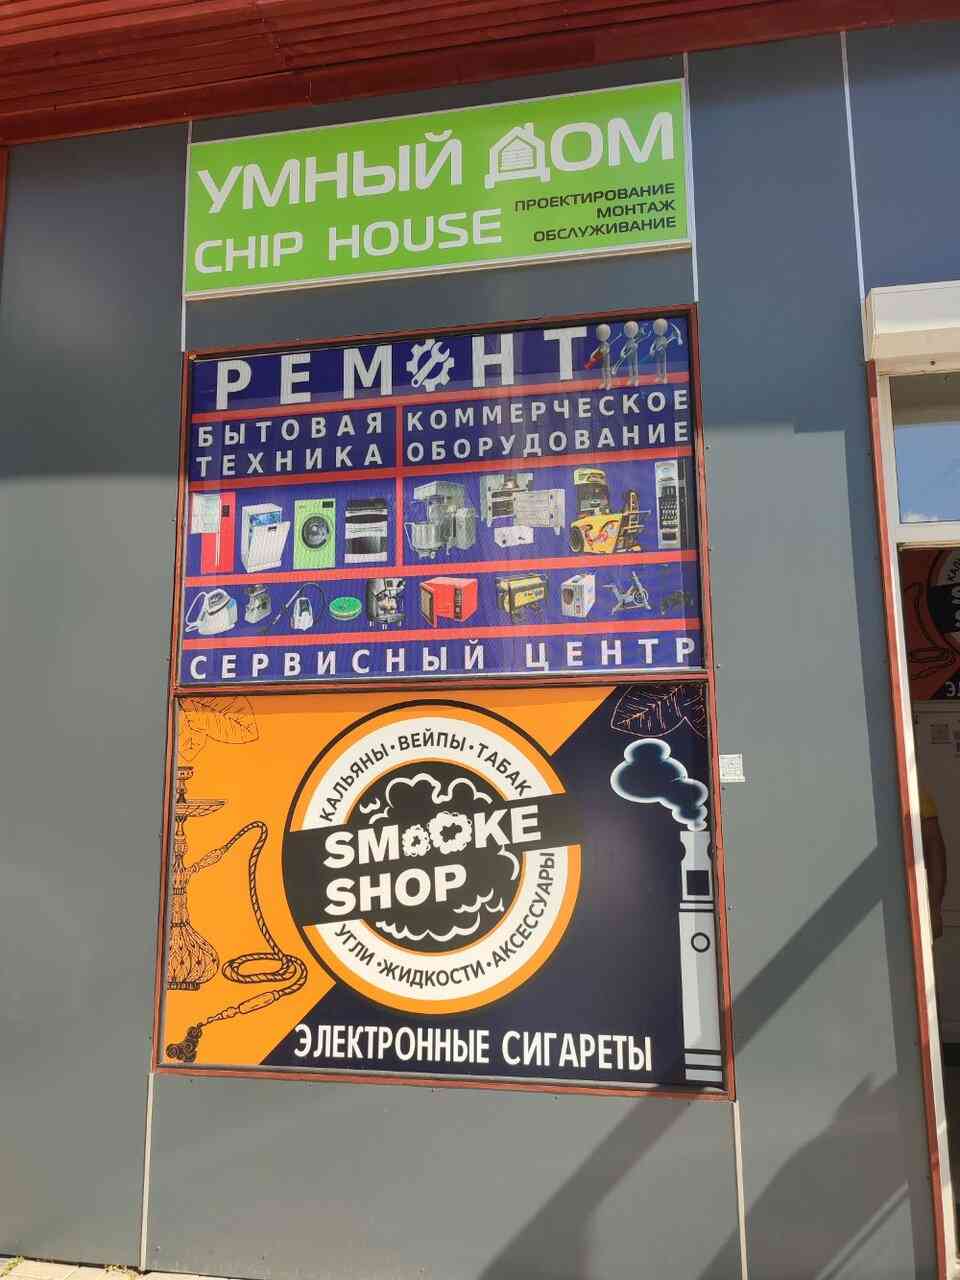 УМНЫЙ ДОМ
CHIP HOUSE
ПРОЕКТИРОВАНИЕ
МОНТАЖ
ОБСЛУЖИВАНИЕ
РЕМОНТ
БЫТОВАЯ
ТЕХНИКА
КОММЕРЧЕСКОЕ
ОБОРУДОВАНИЕ
СЕРВИСНЫЙ ЦЕНТР
КАЛЬЯНЫ • ВЕЙПЫ • ТАБАК
SMOOKE
SHOP
УГЛИ • ЖИДКОСТИ • АКСЕССУАРЫ
ЭЛЕКТРОННЫЕ СИГАРЕТЫ